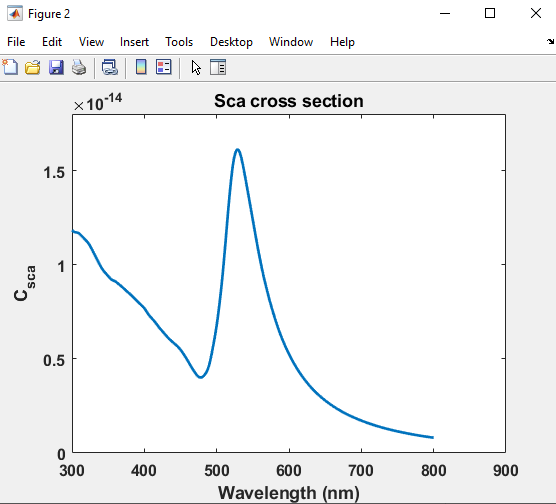 Figure 2
File Edit View Insert Tools Desktop Window Help
×10-14
Sca cross section
1.5
1
0.5
0
Csca
300 400 500 600 700 800 900
Wavelength (nm)